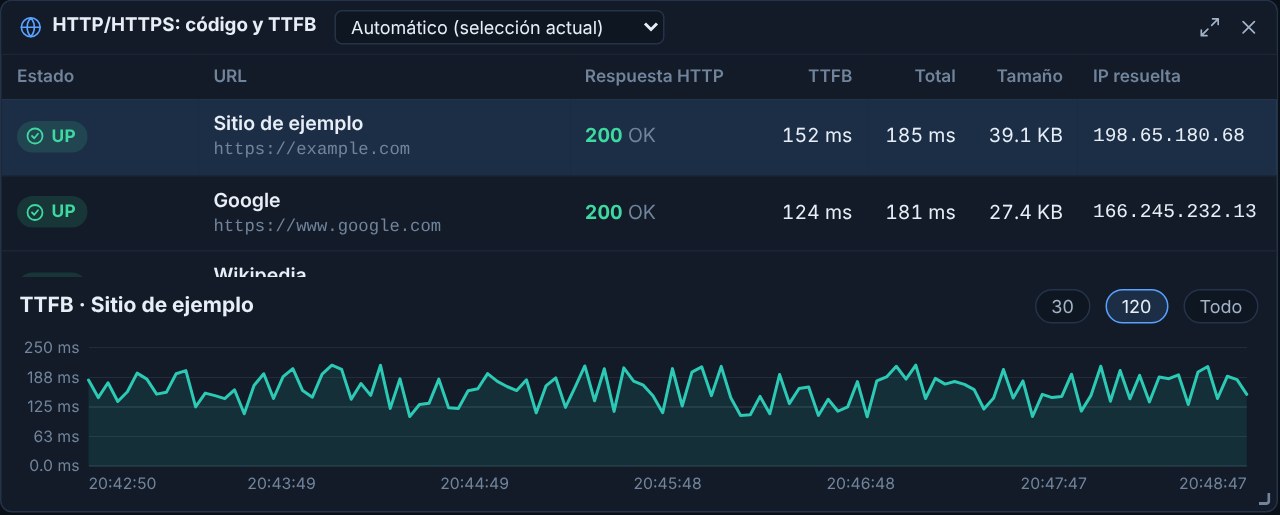 HTTP/HTTPS: código y TTFB
Automático (selección actual)
Estado URL Respuesta HTTP TTFB Total Tamaño IP resuelta
UP Sitio de ejemplo 200 OK 152 ms 185 ms 39.1 KB 198.65.180.68
https://example.com
UP Google 200 OK 124 ms 181 ms 27.4 KB 166.245.232.13
https://www.google.com
Wikipedia
TTFB · Sitio de ejemplo
30 120 Todo
250 ms
188 ms
125 ms
63 ms
0.0 ms
20:42:50 20:43:49 20:44:49 20:45:48 20:46:48 20:47:47 20:48:47